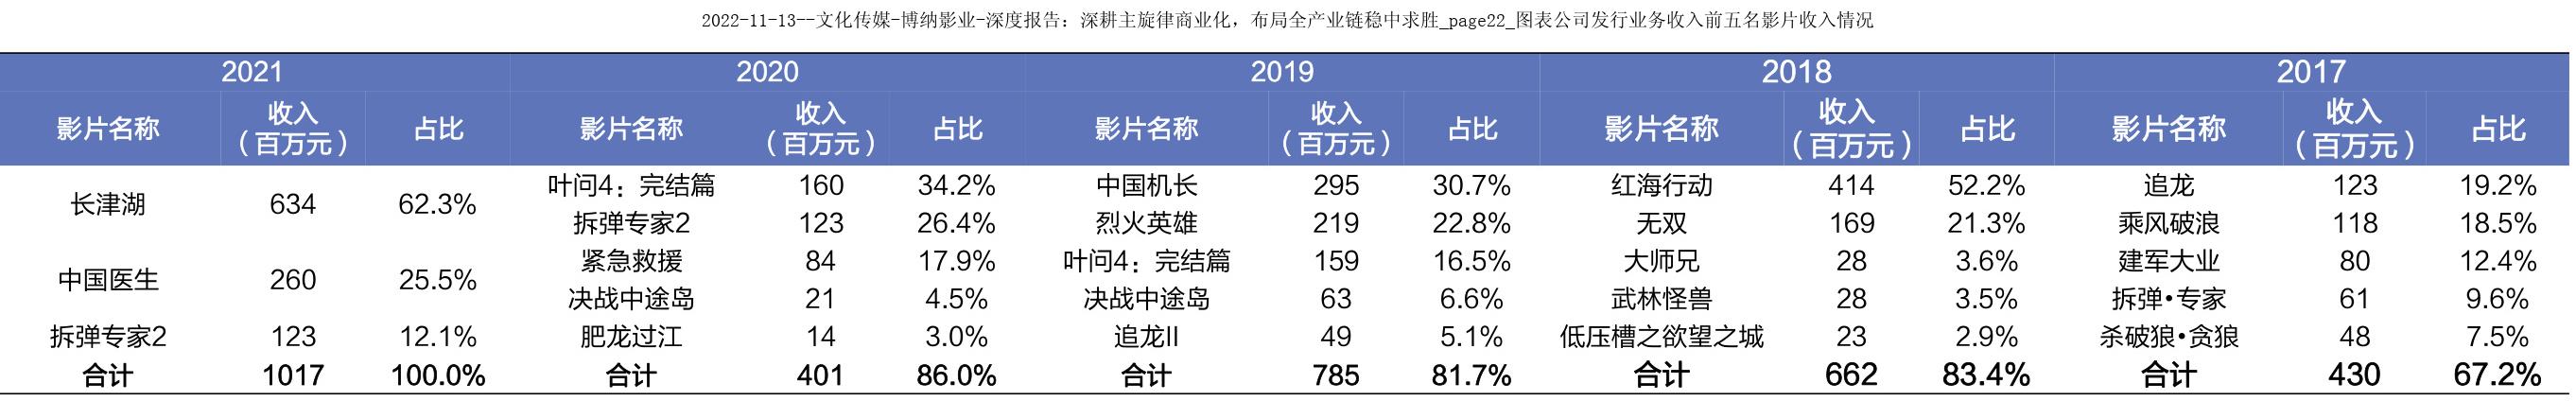 2022-11-13--文化传媒-博纳影业-深度报告：深耕主旋律商业化，布局全产业链稳中求胜_page22_图表公司发行业务收入前五名影片收入情况
2021 2020 2019 2018 2017
影片名称 收入（百万元） 占比 影片名称 收入（百万元） 占比 影片名称 收入（百万元） 占比 影片名称 收入（百万元） 占比 影片名称 收入（百万元） 占比
长津湖 634 62.3% 叶问4：完结篇 160 34.2% 中国机长 295 30.7% 红海行动 414 52.2% 追龙 123 19.2%
拆弹专家2 123 26.4% 烈火英雄 219 22.8% 无双 169 21.3% 乘风破浪 118 18.5%
中国医生 260 25.5% 紧急救援 84 17.9% 叶问4：完结篇 159 16.5% 大师兄 28 3.6% 建军大业 80 12.4%
决战中途岛 21 4.5% 决战中途岛 63 6.6% 武林怪兽 28 3.5% 拆弹•专家 61 9.6%
拆弹专家2 123 12.1% 肥龙过江 14 3.0% 追龙II 49 5.1% 低压槽之欲望之城 23 2.9% 杀破狼•贪狼 48 7.5%
合计 1017 100.0% 合计 401 86.0% 合计 785 81.7% 合计 662 83.4% 合计 430 67.2%